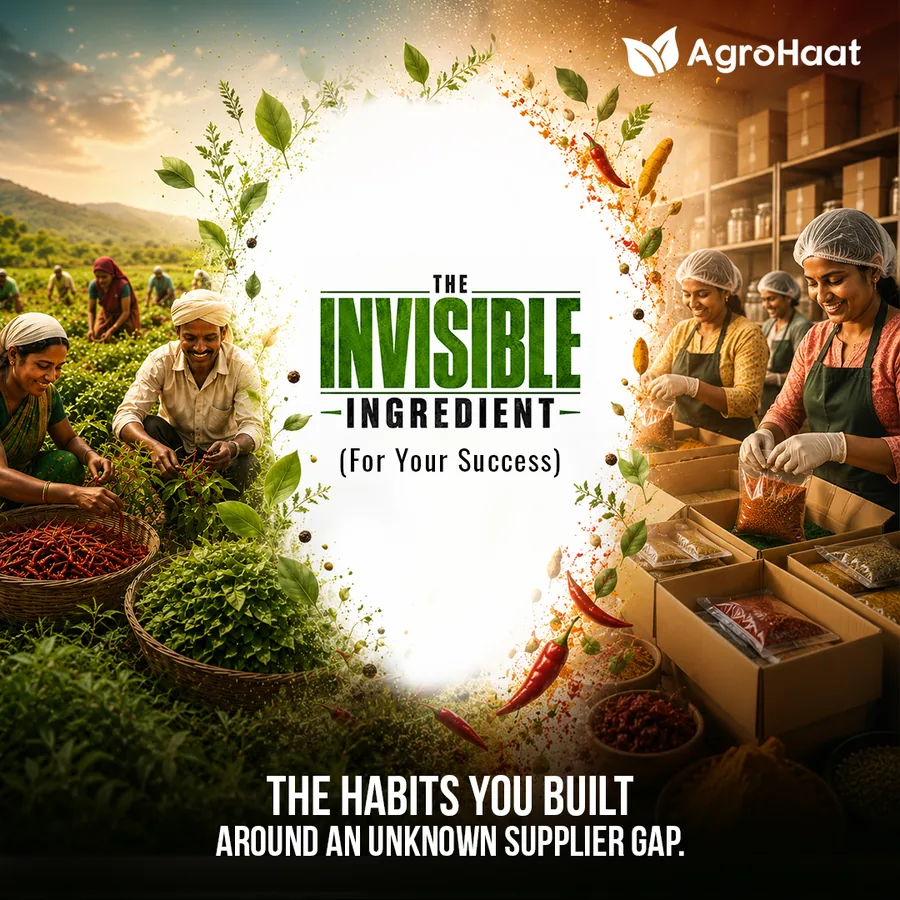 AgroHaat
THE
INVISIBLE
INGREDIENT
(For Your Success)
THE HABITS YOU BUILT
AROUND AN UNKNOWN SUPPLIER GAP.